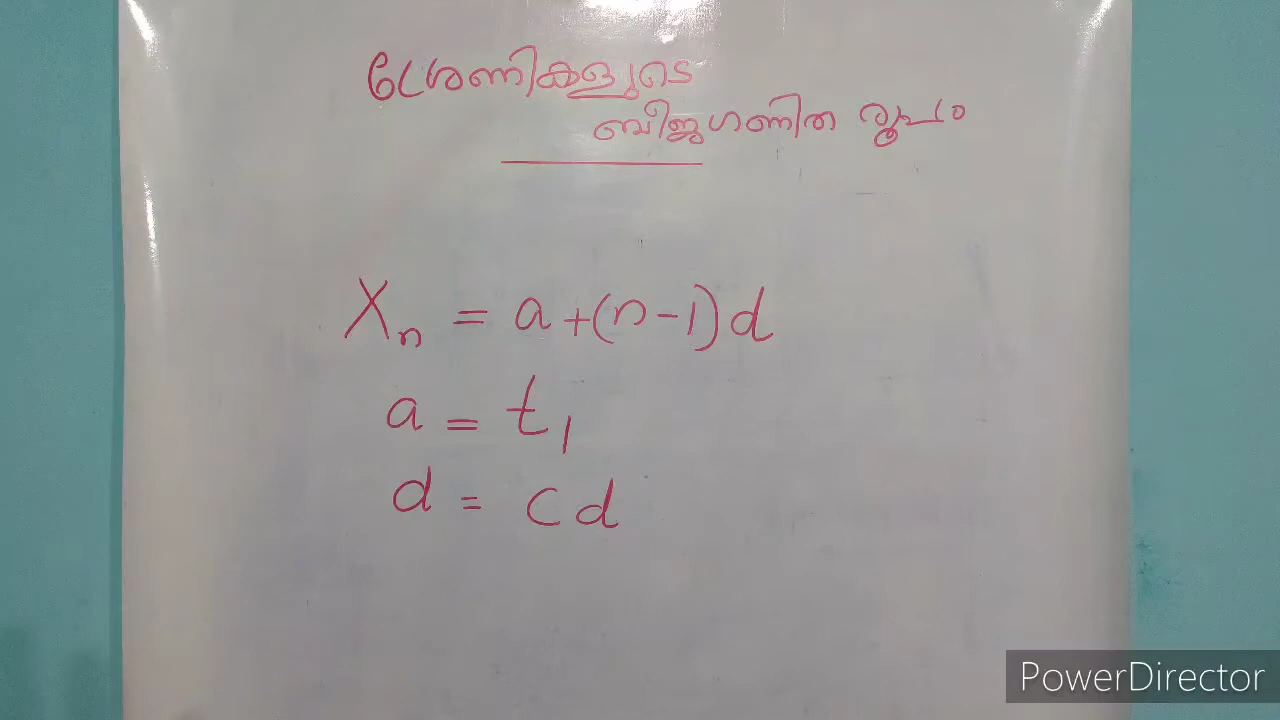 ശ്രേണികളുടെ
ബീജഗണിത രൂപം
Xn = a+(n-1)d
a = t1
d = cd
PowerDirector